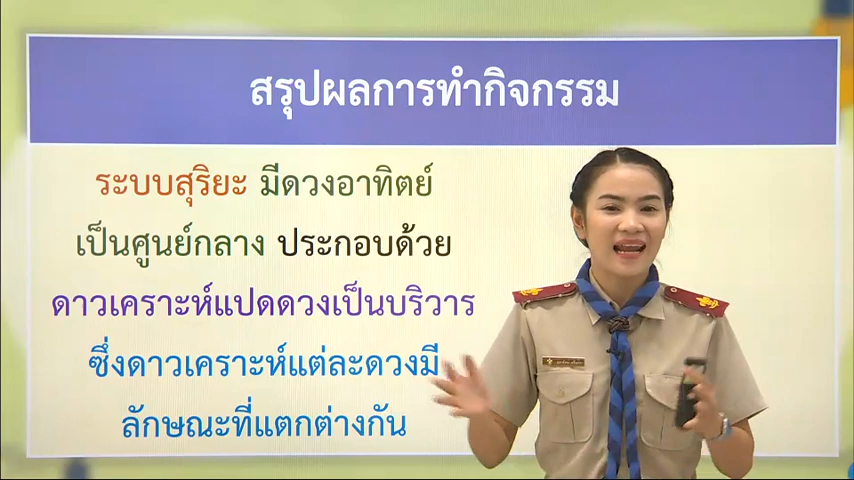 สรุปผลการทำกิจกรรม
ระบบสุริยะ มีดวงอาทิตย์
เป็นศูนย์กลาง ประกอบด้วย
ดาวเคราะห์แปดดวงเป็นบริวาร
ซึ่งดาวเคราะห์แต่ละดวงมี
ลักษณะที่แตกต่างกัน